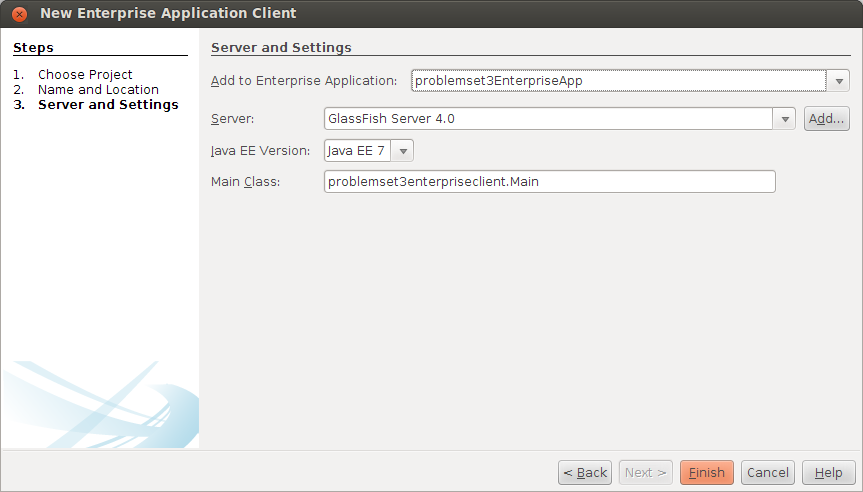 New Enterprise Application Client
Steps
1. Choose Project
2. Name and Location
3. Server and Settings
Server and Settings
Add to Enterprise Application: problemset3EnterpriseApp
Server: GlassFish Server 4.0 Add...
Java EE Version: Java EE 7
Main Class: problemset3enterpriseclient.Main
< Back Next > Finish Cancel Help